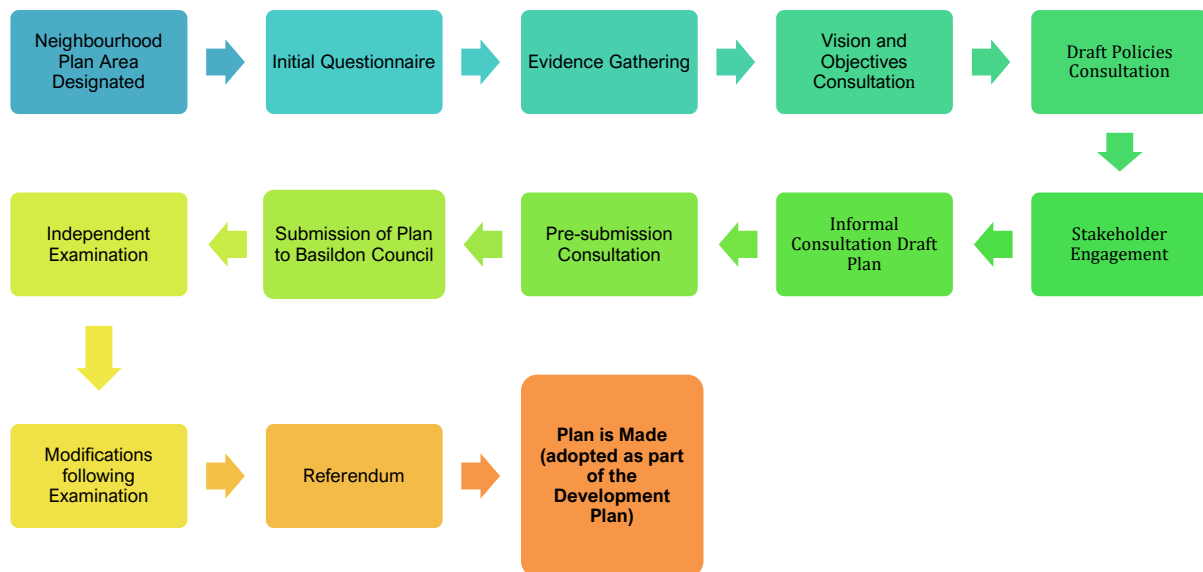 Neighbourhood
Plan Area
Designated
Initial Questionnaire
Evidence Gathering
Vision and
Objectives
Consultation
Draft Policies
Consultation
Stakeholder
Engagement
Informal
Consultation Draft
Plan
Pre-submission
Consultation
Submission of Plan
to Basildon Council
Independent
Examination
Modifications
following
Examination
Referendum
Plan is Made
(adopted as part
of the
Development
Plan)